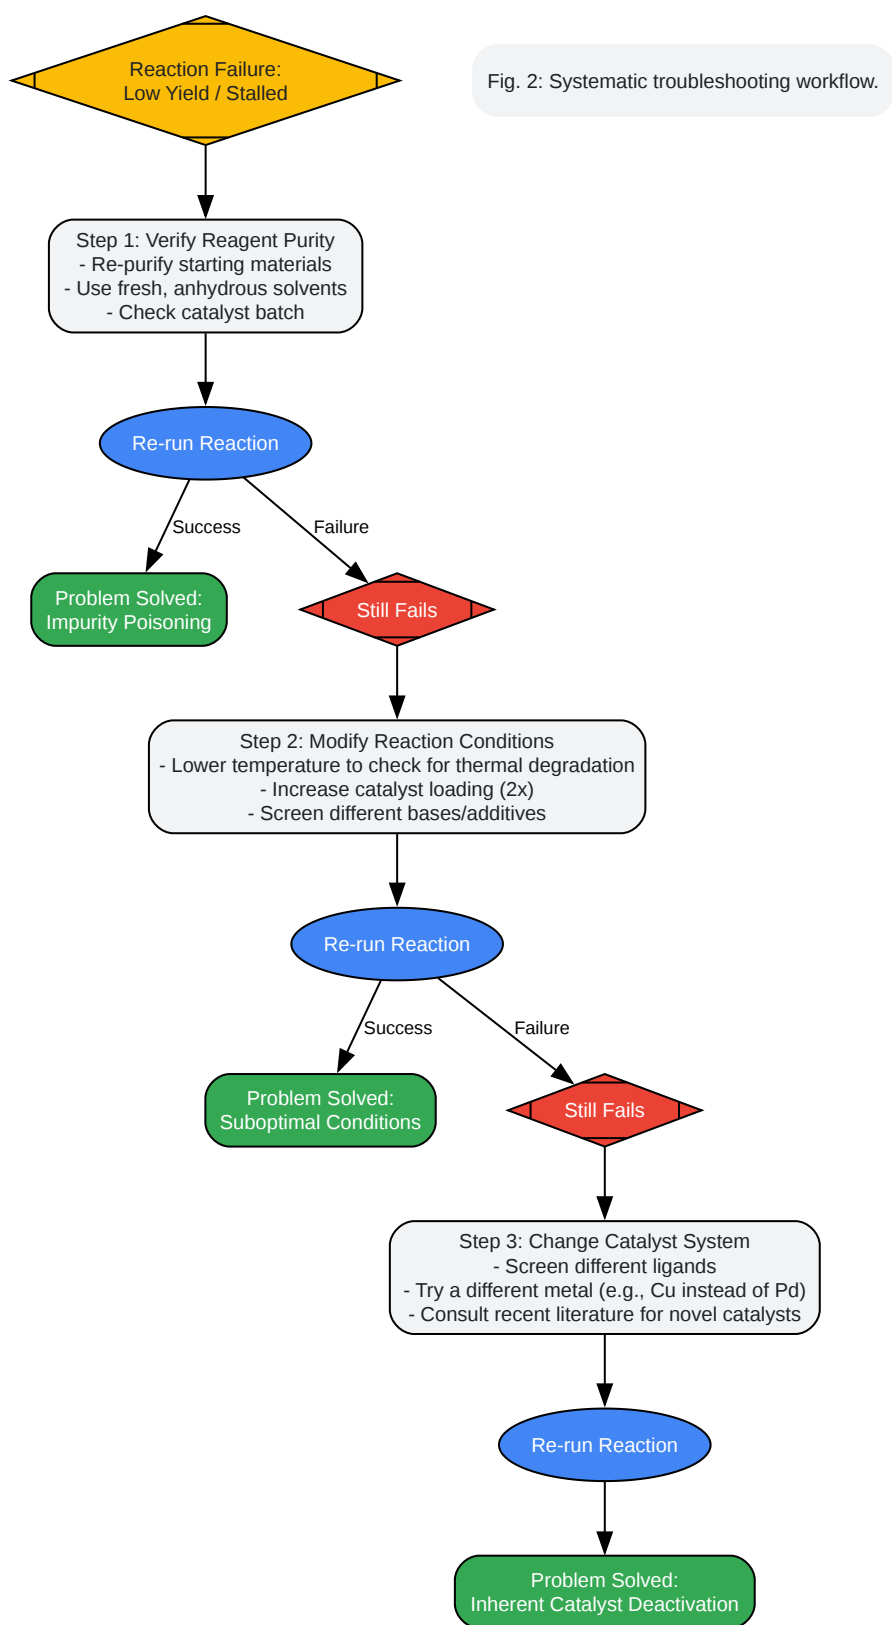 Reaction Failure:
Low Yield / Stalled
Fig. 2: Systematic troubleshooting workflow.
Step 1: Verify Reagent Purity
- Re-purify starting materials
- Use fresh, anhydrous solvents
- Check catalyst batch
Re-run Reaction
Success
Failure
Problem Solved:
Impurity Poisoning
Still Fails
Step 2: Modify Reaction Conditions
- Lower temperature to check for thermal degradation
- Increase catalyst loading (2x)
- Screen different bases/additives
Re-run Reaction
Success
Failure
Problem Solved:
Suboptimal Conditions
Still Fails
Step 3: Change Catalyst System
- Screen different ligands
- Try a different metal (e.g., Cu instead of Pd)
- Consult recent literature for novel catalysts
Re-run Reaction
Problem Solved:
Inherent Catalyst Deactivation